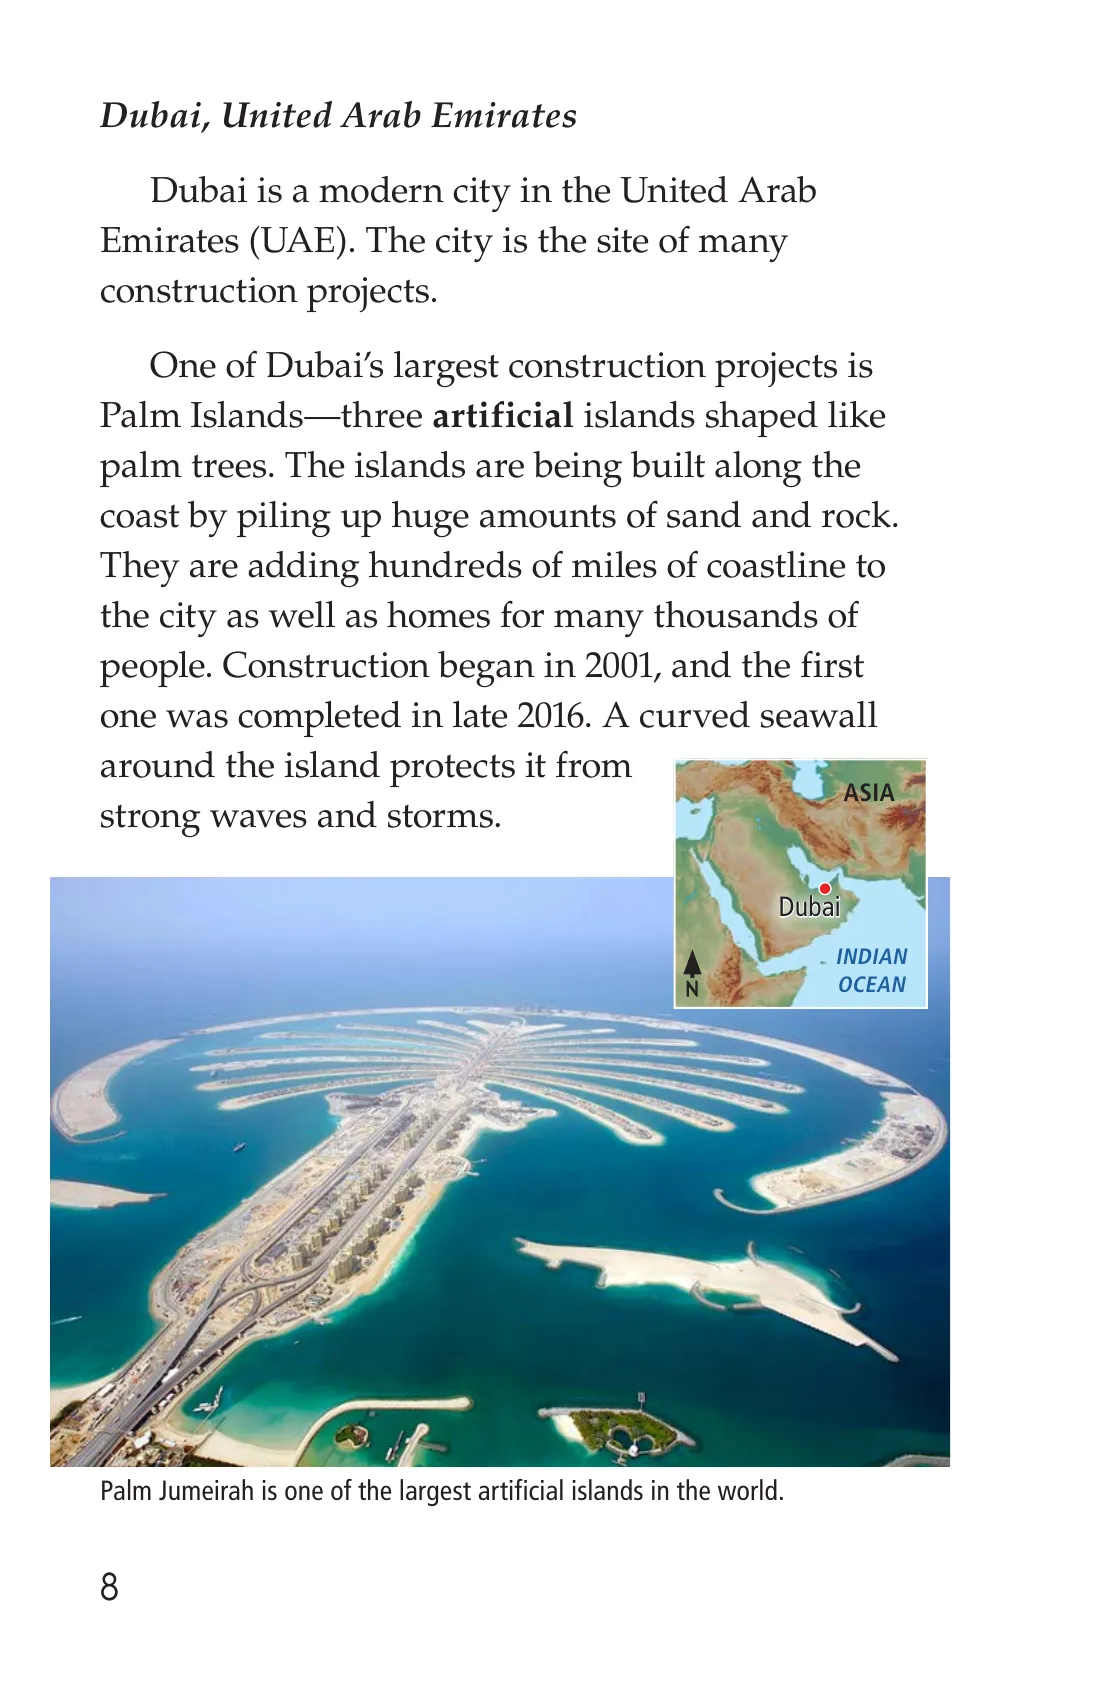 Dubai, United Arab Emirates
Dubai is a modern city in the United Arab
Emirates (UAE). The city is the site of many
construction projects.
One of Dubai’s largest construction projects is
Palm Islands—three artificial islands shaped like
palm trees. The islands are being built along the
coast by piling up huge amounts of sand and rock.
They are adding hundreds of miles of coastline to
the city as well as homes for many thousands of
people. Construction began in 2001, and the first
one was completed in late 2016. A curved seawall
around the island protects it from
strong waves and storms.
ASIA
Dubai
INDIAN
OCEAN
N
Palm Jumeirah is one of the largest artificial islands in the world.
8